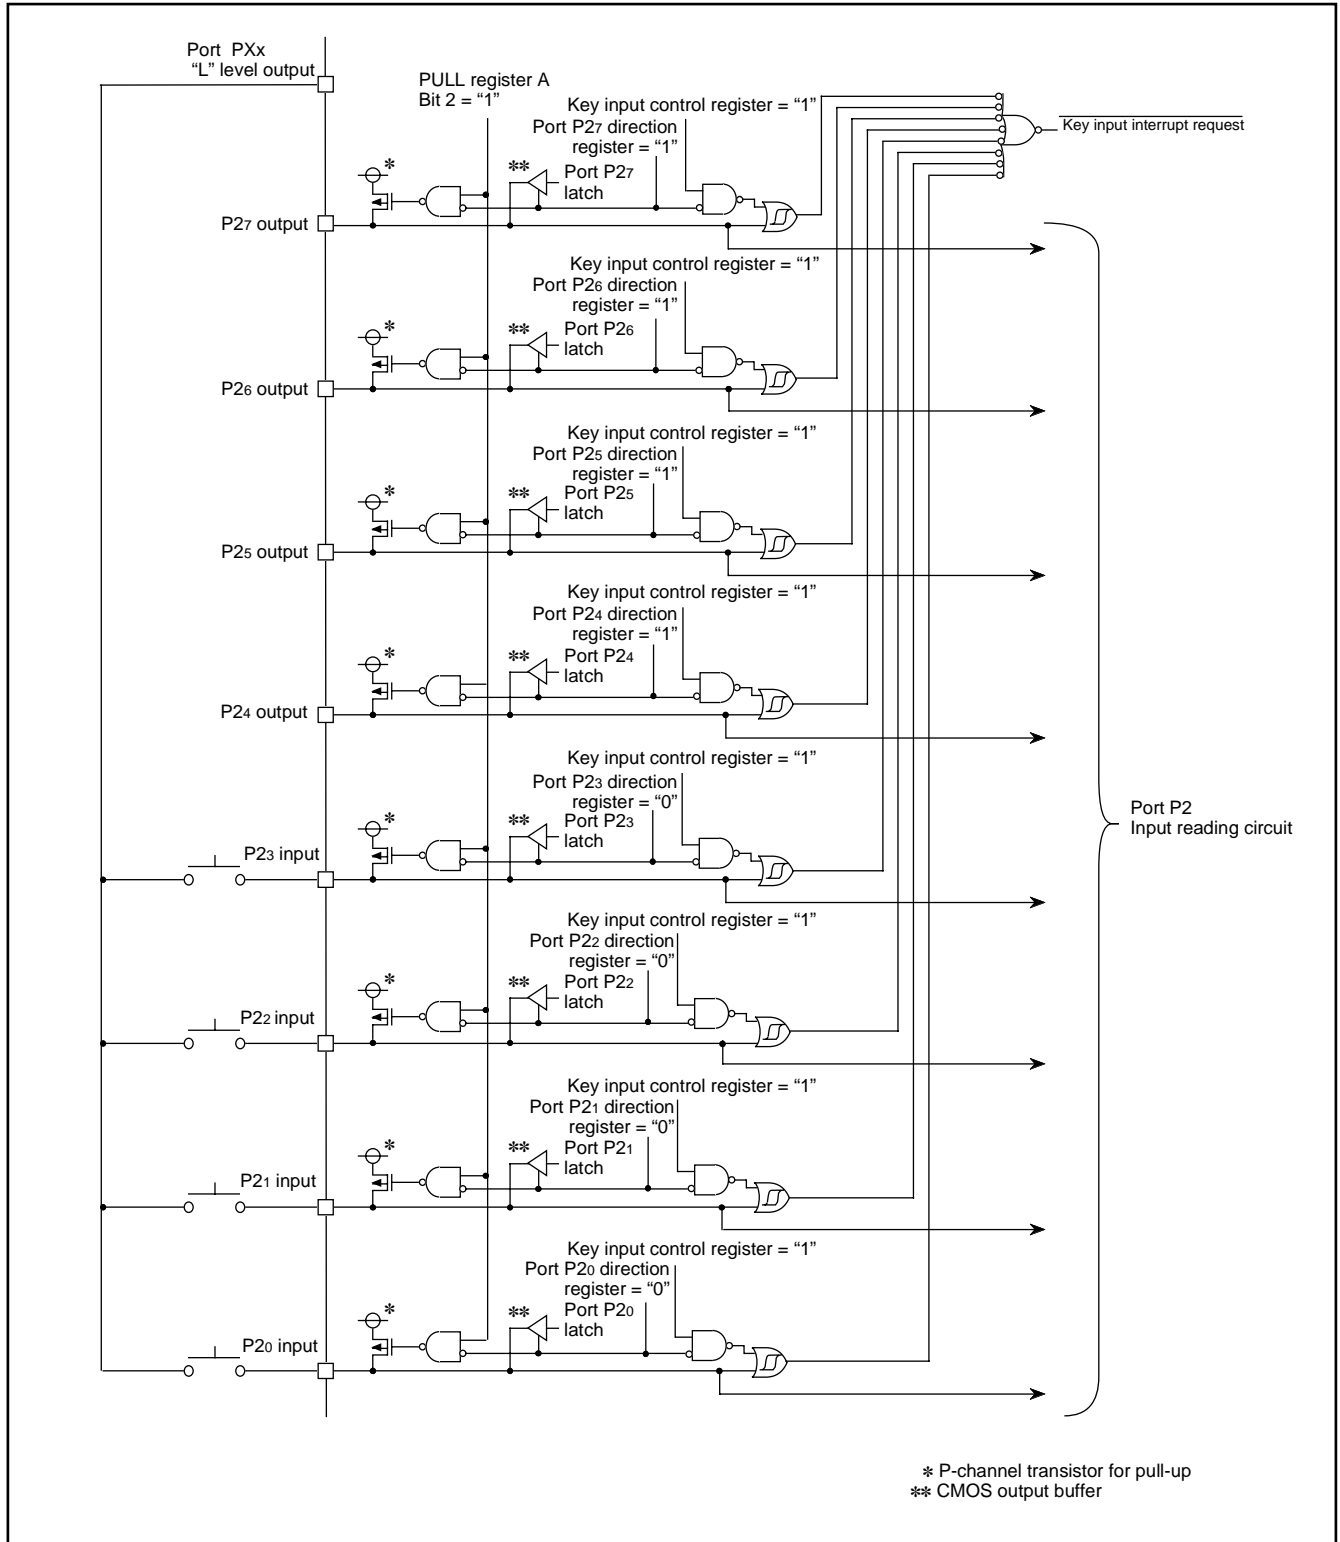 Port PXx
“L” level output
PULL register A
Bit 2 = “1”
Key input control register = “1”
Port P27 direction
register = “1”
Key input interrupt request
*
**
Port P27
latch
P27 output
Key input control register = “1”
Port P26 direction
register = “1”
*
**
Port P26
latch
P26 output
Key input control register = “1”
Port P25 direction
register = “1”
*
**
Port P25
latch
P25 output
Key input control register = “1”
Port P24 direction
register = “1”
*
**
Port P24
latch
P24 output
Key input control register = “1”
Port P23 direction
register = “0”
*
**
Port P23
latch
P23 input
Port P2
Input reading circuit
Key input control register = “1”
Port P22 direction
register = “0”
*
**
Port P22
latch
P22 input
Key input control register = “1”
Port P21 direction
register = “0”
*
**
Port P21
latch
P21 input
Key input control register = “1”
Port P20 direction
register = “0”
*
**
Port P20
latch
P20 input
* P-channel transistor for pull-up
** CMOS output buffer